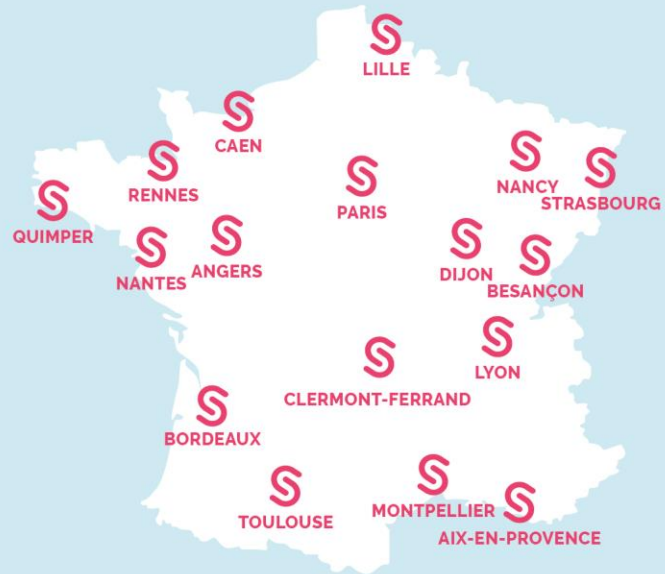 LILLE
CAEN
RENNES
PARIS
NANCY
STRASBOURG
QUIMPER
NANTES
ANGERS
DIJON
BESANÇON
LYON
CLERMONT-FERRAND
BORDEAUX
TOULOUSE
MONTPELLIER
AIX-EN-PROVENCE